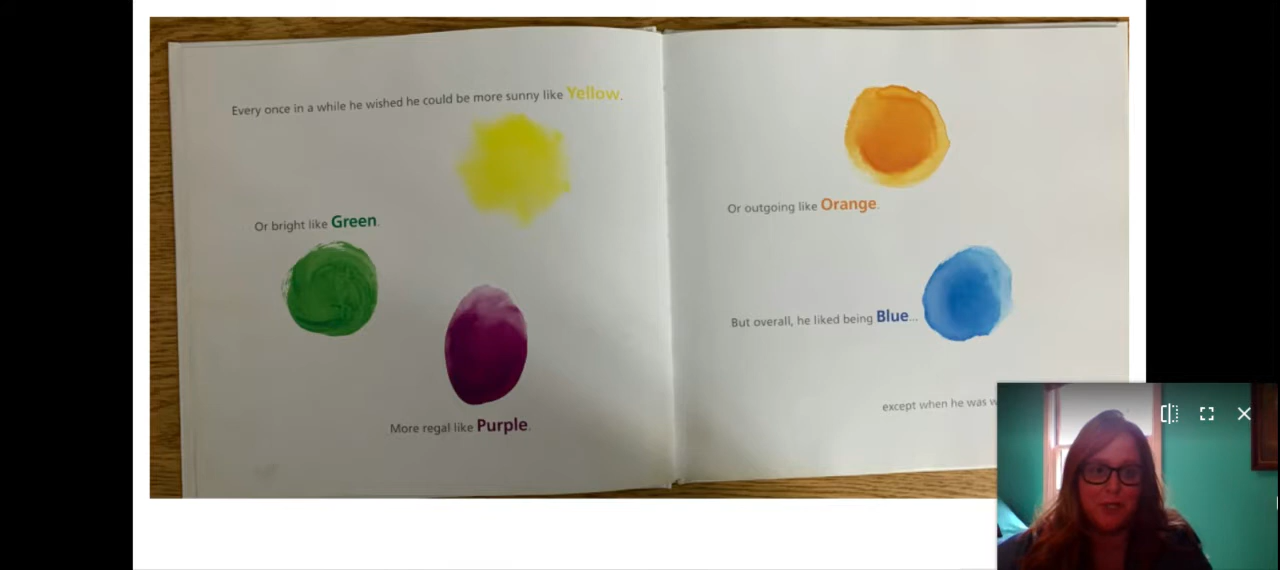 Every once in a while he wished he could be more sunny like Yellow.
Or bright like Green.
More regal like Purple.
Or outgoing like Orange.
But overall, he liked being Blue...
except when he was